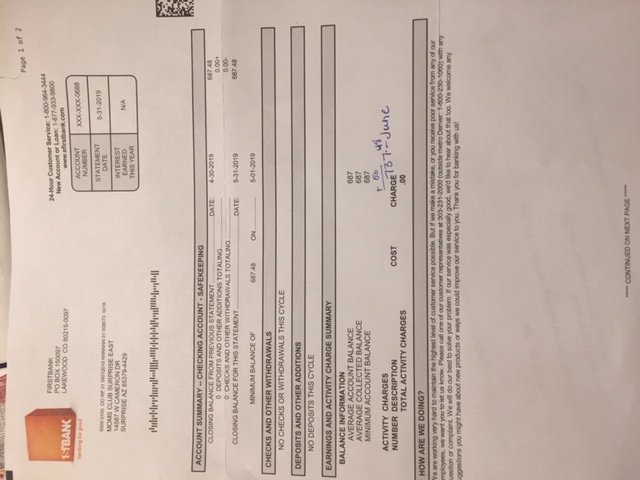 Page 1 of 2
1STBANK
banking for good
FIRSTBANK
PO BOX 150097
LAKEWOOD CO 80215-0097
24-Hour Customer Service: 1-800-964-3444
New Account or Loan: 1-877-933-9800
www.efirstbank.com
ACCOUNT NUMBER XXX-XXX-0688
STATEMENT DATE 5-31-2019
INTEREST EARNED THIS YEAR N/A
MOMS CLUB SURPRISE EAST
14587 W CAMERON DR
SURPRISE AZ 85379-4429
ACCOUNT SUMMARY -- CHECKING ACCOUNT - SAFEKEEPING
CLOSING BALANCE FROM PREVIOUS STATEMENT DATE: 4-30-2019 687.48
0 DEPOSITS AND OTHER ADDITIONS TOTALING 0.00+
0 CHECKS AND OTHER WITHDRAWALS TOTALING 0.00-
CLOSING BALANCE FOR THIS STATEMENT DATE: 5-31-2019 687.48
MINIMUM BALANCE OF 687.48 ON 5-01-2019
CHECKS AND OTHER WITHDRAWALS
NO CHECKS OR WITHDRAWALS THIS CYCLE
DEPOSITS AND OTHER ADDITIONS
NO DEPOSITS THIS CYCLE
EARNINGS AND ACTIVITY CHARGE SUMMARY
BALANCE INFORMATION
AVERAGE ACCOUNT BALANCE 687
AVERAGE COLLECTED BALANCE 687
MINIMUM ACCOUNT BALANCE 687
+ 50
ACTIVITY CHARGES
737.48 - June
NUMBER DESCRIPTION COST CHARGE
TOTAL ACTIVITY CHARGES .00
HOW ARE WE DOING?
We are working very hard to maintain the highest level of customer service possible. But if we make a mistake, or you receive poor service from any of our
employees, we want you to let us know. Please call one of our customer representatives at 303-231-2000 (outside metro Denver: 1-800-230-1060) with any
question or complaint. We will do our best to solve your problem. If our service was especially good, we'd like to hear about that too. We welcome any
suggestions you might have about new products or ways we could improve our service to you. Thank you for banking with us!
***** CONTINUED ON NEXT PAGE *****